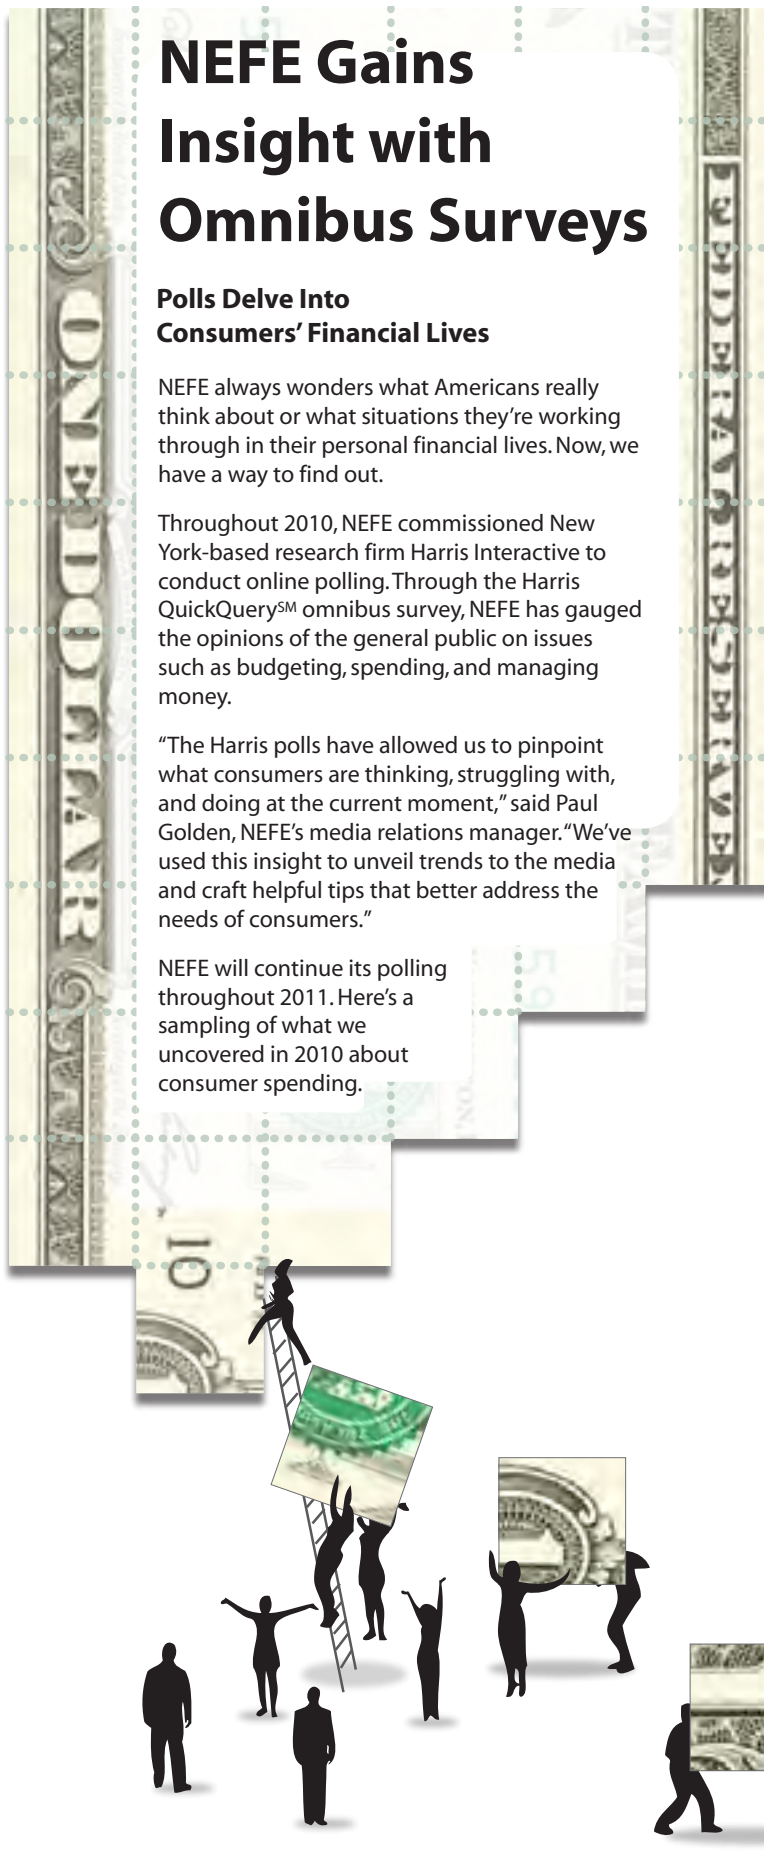 NEFE Gains
Insight with
Omnibus Surveys
Polls Delve Into
Consumers’ Financial Lives
NEFE always wonders what Americans really
think about or what situations they’re working
through in their personal financial lives. Now, we
have a way to find out.
Throughout 2010, NEFE commissioned New
York-based research firm Harris Interactive to
conduct online polling. Through the Harris
QuickQuery℠ omnibus survey, NEFE has gauged
the opinions of the general public on issues
such as budgeting, spending, and managing
money.
“The Harris polls have allowed us to pinpoint
what consumers are thinking, struggling with,
and doing at the current moment,” said Paul
Golden, NEFE’s media relations manager. “We’ve
used this insight to unveil trends to the media
and craft helpful tips that better address the
needs of consumers.”
NEFE will continue its polling
throughout 2011. Here’s a
sampling of what we
uncovered in 2010 about
consumer spending.
ONE DOLLAR
FEDERAL RESERVE
10